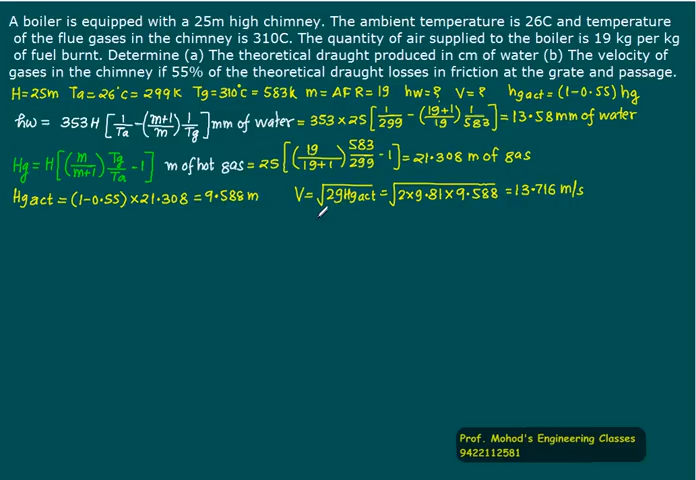 A boiler is equipped with a 25m high chimney. The ambient temperature is 26C and temperature
of the flue gases in the chimney is 310C. The quantity of air supplied to the boiler is 19 kg per kg
of fuel burnt. Determine (a) The theoretical draught produced in cm of water (b) The velocity of
gases in the chimney if 55% of the theoretical draught losses in friction at the grate and passage.
H=25m Ta=26°C=299K Tg=310°C=583K m=AFR=19 hw=? V=? hgact=(1-0.55)hg
hw = 353H[1/Ta-(m+1/m)1/Tg]mm of water=353×25[1/299-(19+1/19)1/583]=13.58mm of water
Hg=H[(m/m+1)Tg/Ta-1] m of hot gas=25[(19/19+1)583/299-1]=21.308 m of gas
Hgact=(1-0.55)×21.308=9.588m V=√2gHgact=√2×9.81×9.588=13.716 m/s
Prof. Mohod's Engineering Classes
9422112581